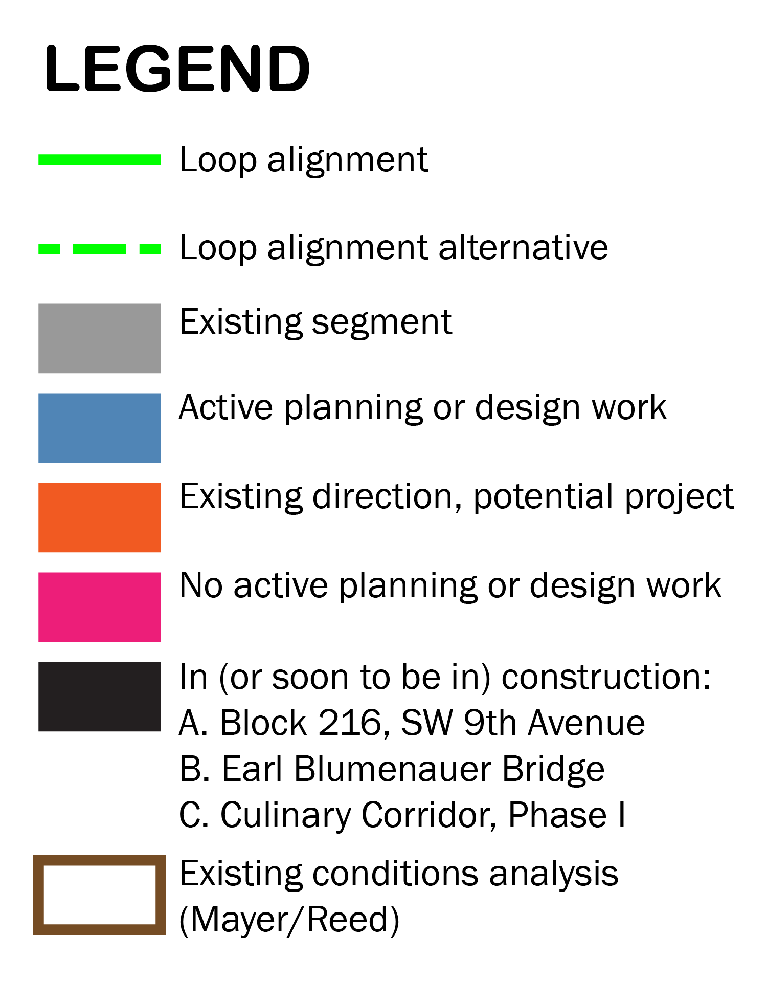 LEGEND
Loop alignment
Loop alignment alternative
Existing segment
Active planning or design work
Existing direction, potential project
No active planning or design work
In (or soon to be in) construction:
A. Block 216, SW 9th Avenue
B. Earl Blumenauer Bridge
C. Culinary Corridor, Phase I
Existing conditions analysis
(Mayer/Reed)